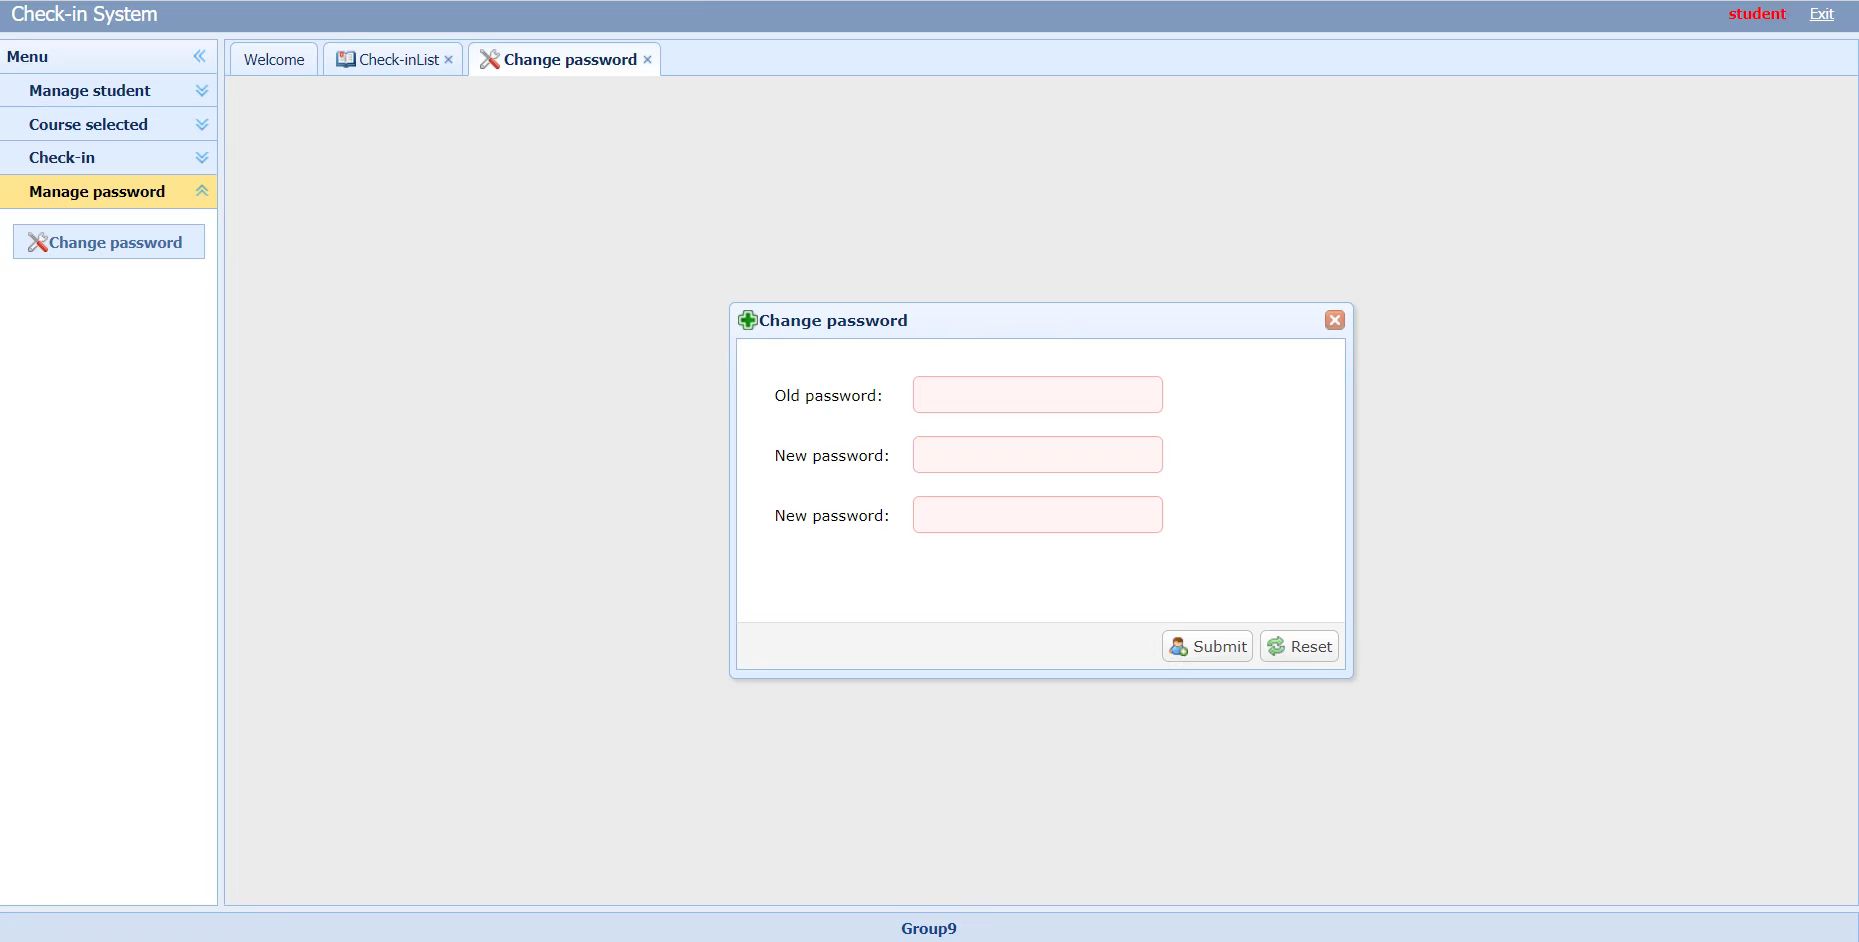 Check-in System
student Exit
Menu
Manage student
Course selected
Check-in
Manage password
Change password
Welcome
Check-inList
Change password
Change password
Old password:
New password:
New password:
Submit
Reset
Group9